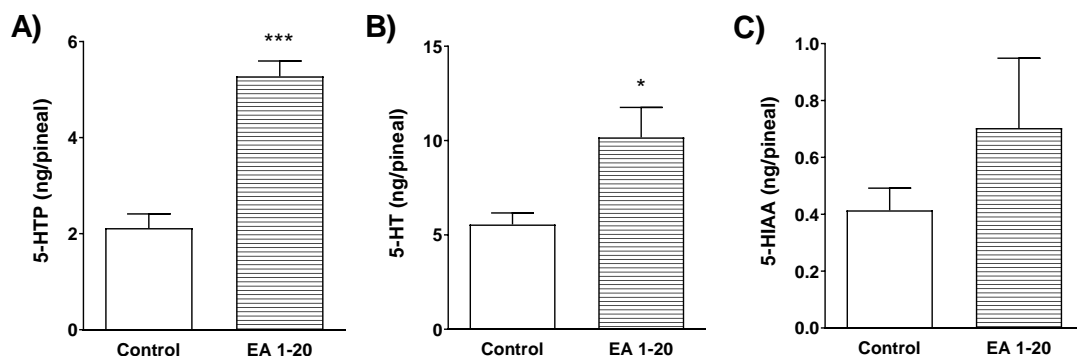 A)
5-HTP (ng/pineal)
6
4
2
0
***
Control
EA 1-20
B)
5-HT (ng/pineal)
15
10
5
0
*
Control
EA 1-20
C)
5-HIAA (ng/pineal)
1.0
0.8
0.6
0.4
0.2
0.0
Control
EA 1-20